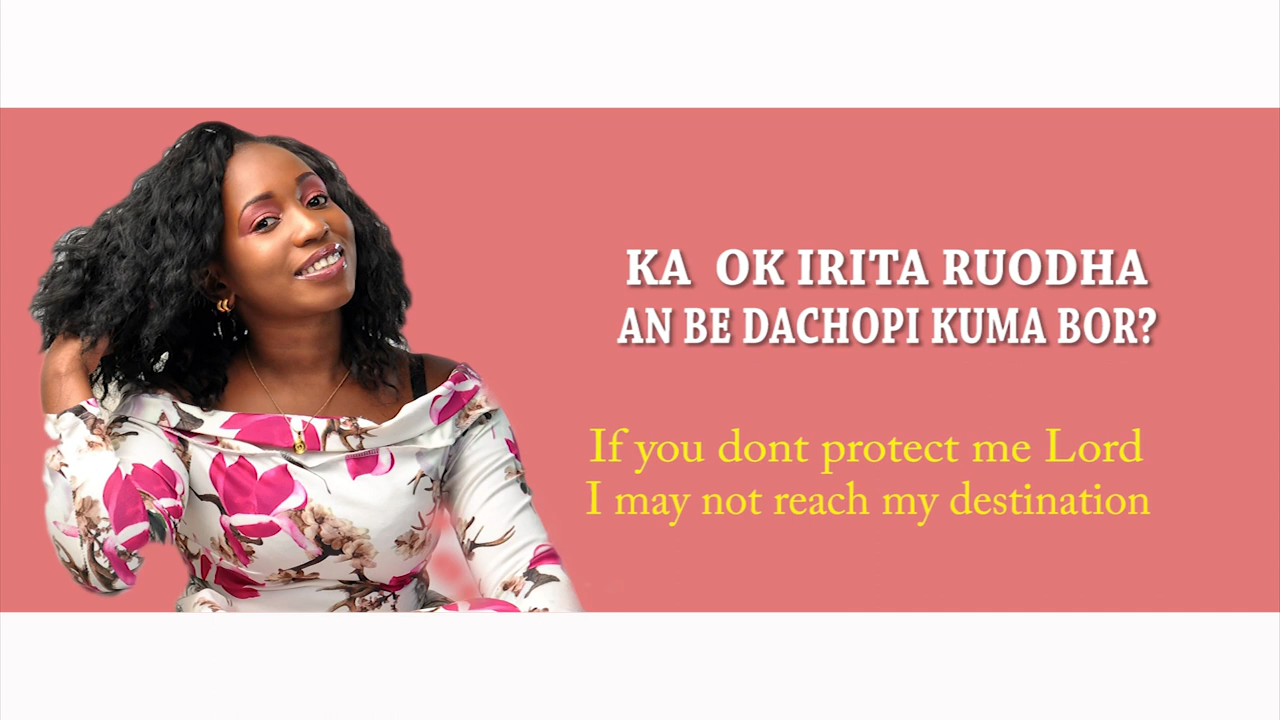 KA OK IRITA RUODHA
AN BE DACHOPI KUMA BOR?
If you dont protect me Lord
I may not reach my destination